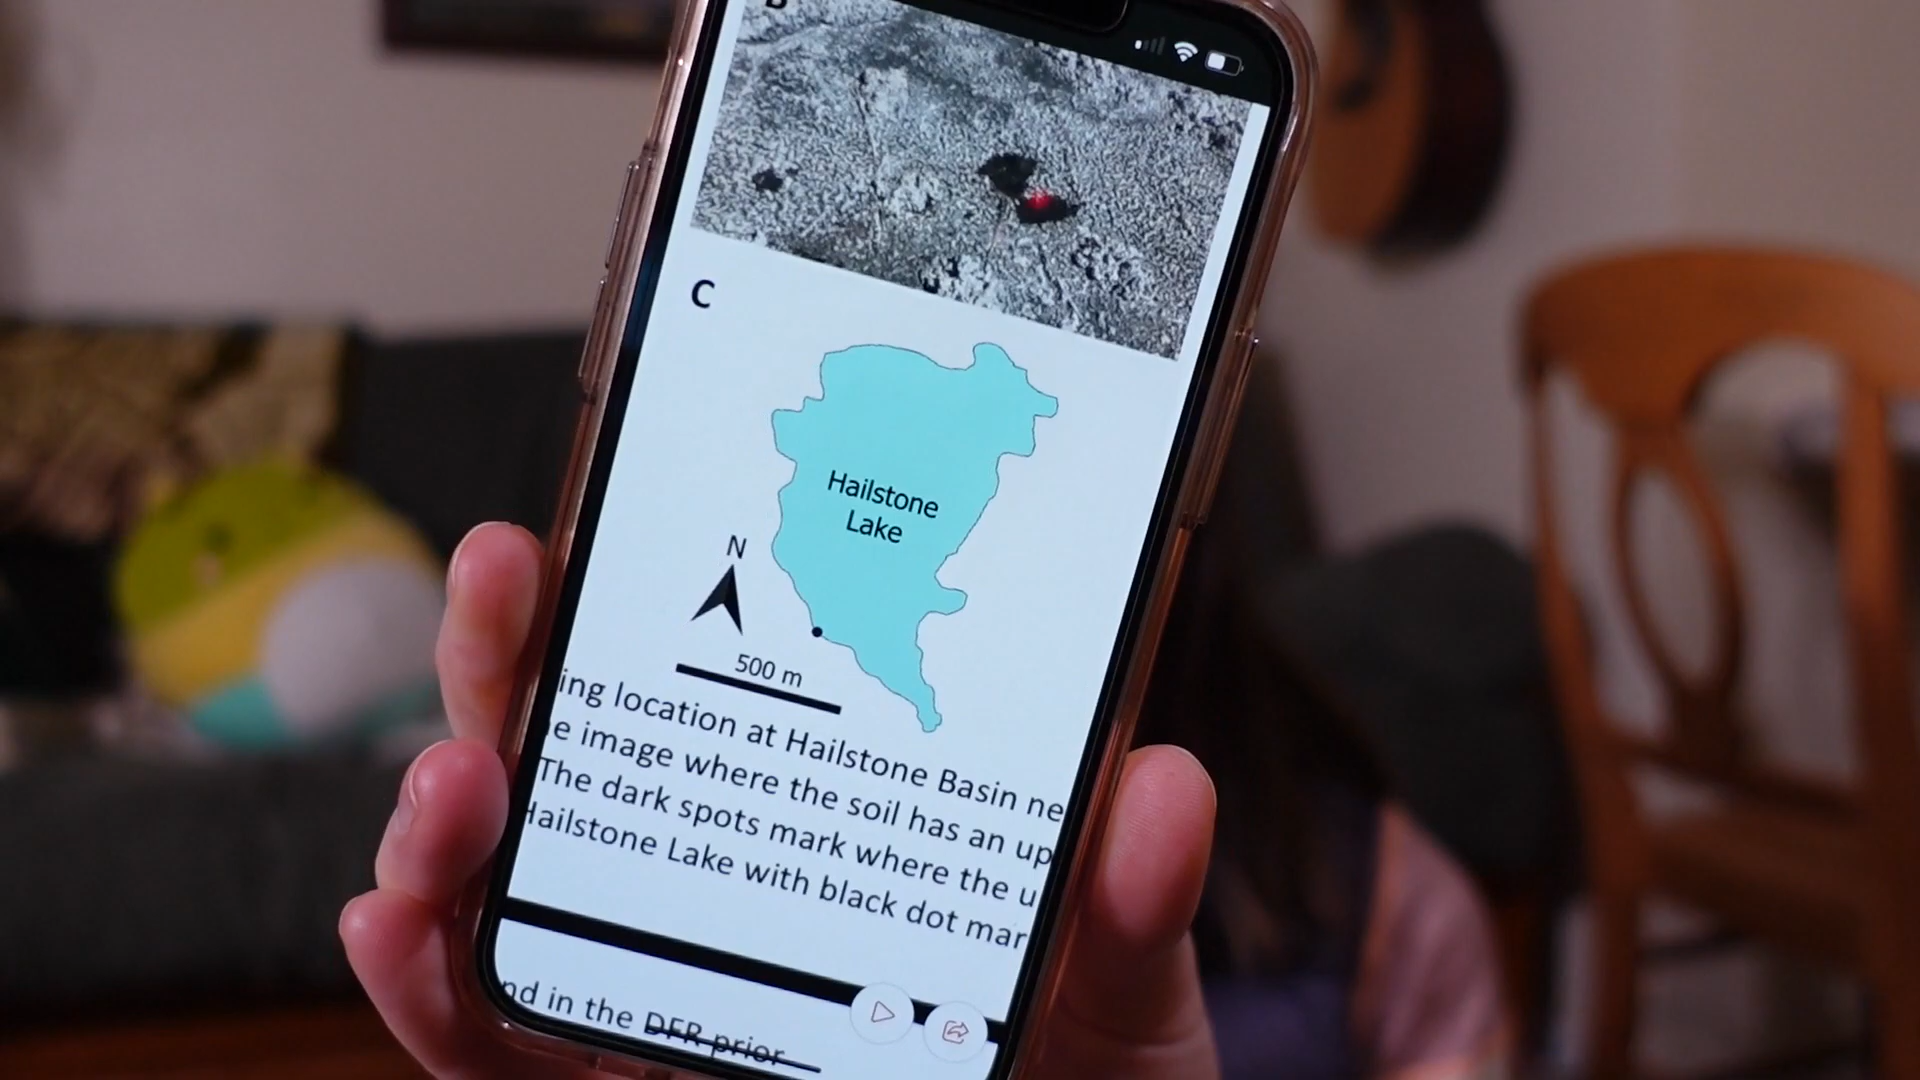 B
C
Hailstone
Lake
N
500 m
ing location at Hailstone Basin ne
e image where the soil has an up
The dark spots mark where the u
Hailstone Lake with black dot mar
nd in the DFR prior